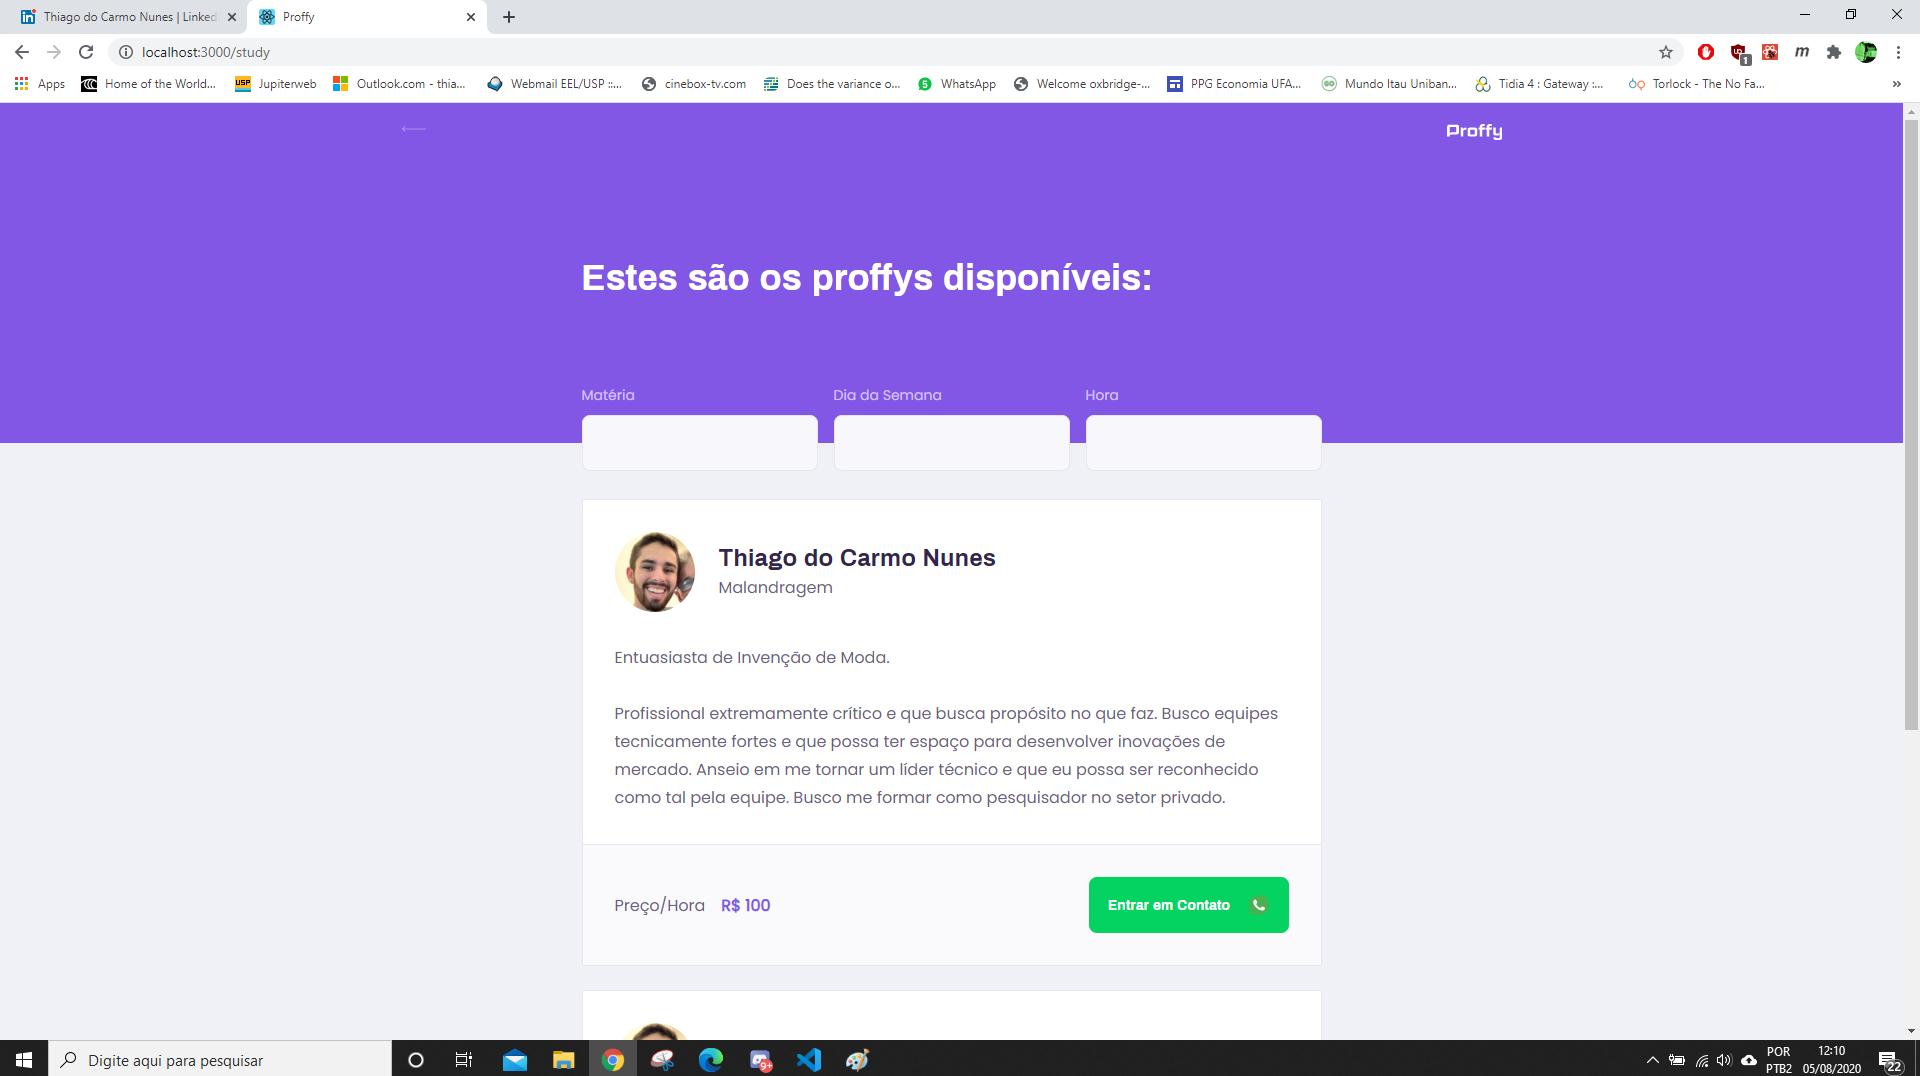 Thiago do Carmo Nunes | Linked
Proffy
localhost:3000/study
Apps
Home of the World...
Jupiterweb
Outlook.com - thia...
Webmail EEL/USP ::...
cinebox-tv.com
Does the variance o...
WhatsApp
Welcome oxbridge-...
PPG Economia UFA...
Mundo Itau Uniban...
Tidia 4 : Gateway :...
Torlock - The No Fa...
Proffy
Estes são os proffys disponíveis:
Matéria
Dia da Semana
Hora
Thiago do Carmo Nunes
Malandragem
Entuasiasta de Invenção de Moda.
Profissional extremamente crítico e que busca propósito no que faz. Busco equipes
tecnicamente fortes e que possa ter espaço para desenvolver inovações de
mercado. Anseio em me tornar um líder técnico e que eu possa ser reconhecido
como tal pela equipe. Busco me formar como pesquisador no setor privado.
Preço/Hora R$ 100
Entrar em Contato
Digite aqui para pesquisar
9+
POR
PTB2
12:10
05/08/2020
22